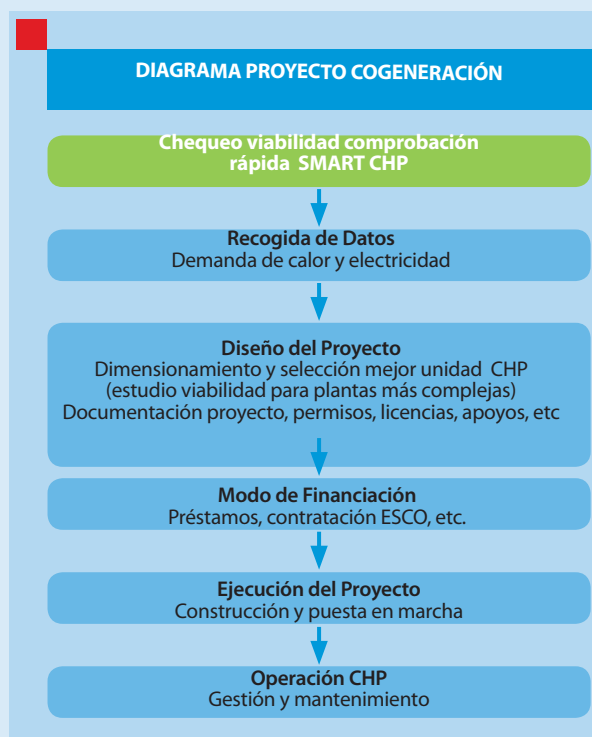 DIAGRAMA PROYECTO COGENERACIÓN
Chequeo viabilidad comprobación
rápida SMART CHP
Recogida de Datos
Demanda de calor y electricidad
Diseño del Proyecto
Dimensionamiento y selección mejor unidad CHP
(estudio viabilidad para plantas más complejas)
Documentación proyecto, permisos, licencias, apoyos, etc
Modo de Financiación
Préstamos, contratación ESCO, etc.
Ejecución del Proyecto
Construcción y puesta en marcha
Operación CHP
Gestión y mantenimiento